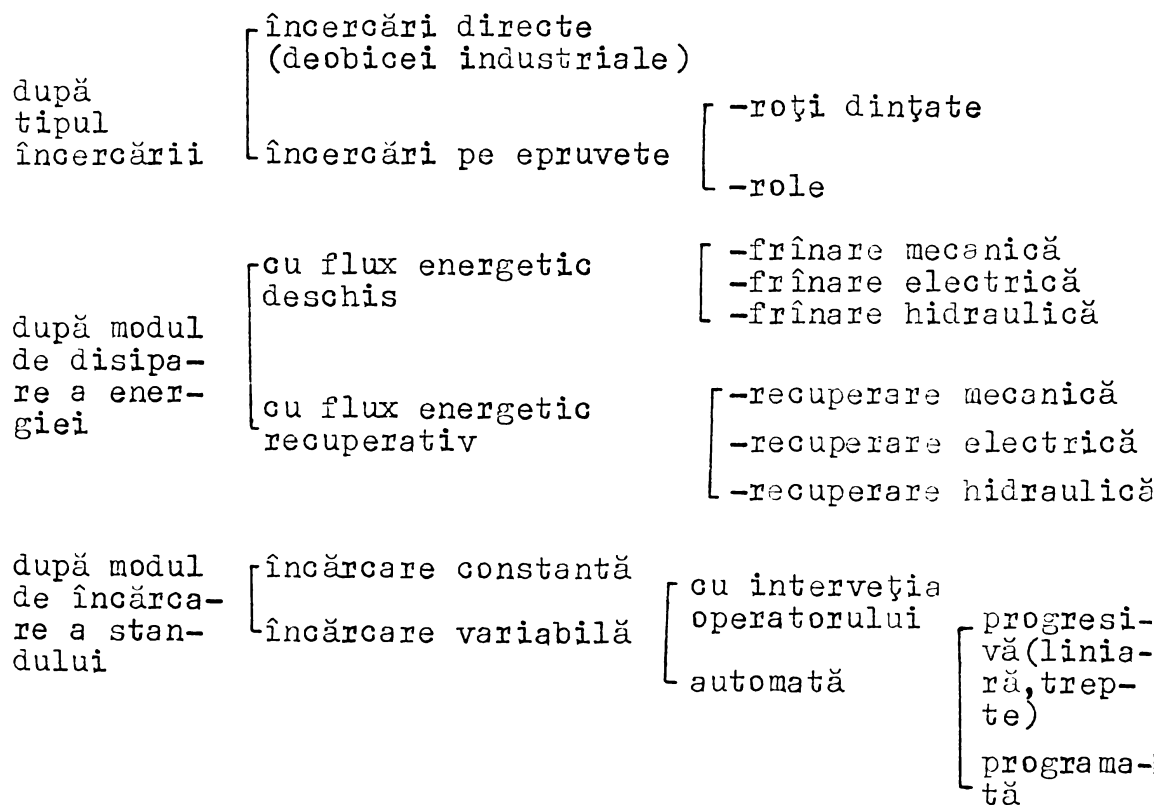 încercări directe
(deobicei industriale)
după
tipul
încercării
încercări pe epruvete
-roţi dinţate
-role
după modul
de disipa-
re a ener-
giei
cu flux energetic
deschis
-frînare mecanică
-frînare electrică
-frînare hidraulică
cu flux energetic
recuperativ
-recuperare mecanică
-recuperare electrică
-recuperare hidraulică
după modul
de încărca-
re a stan-
dului
încărcare constantă
încărcare variabilă
cu interveţia
operatorului
automată
progresi-
vă(linia-
ră,trep-
te)
programa-
tă